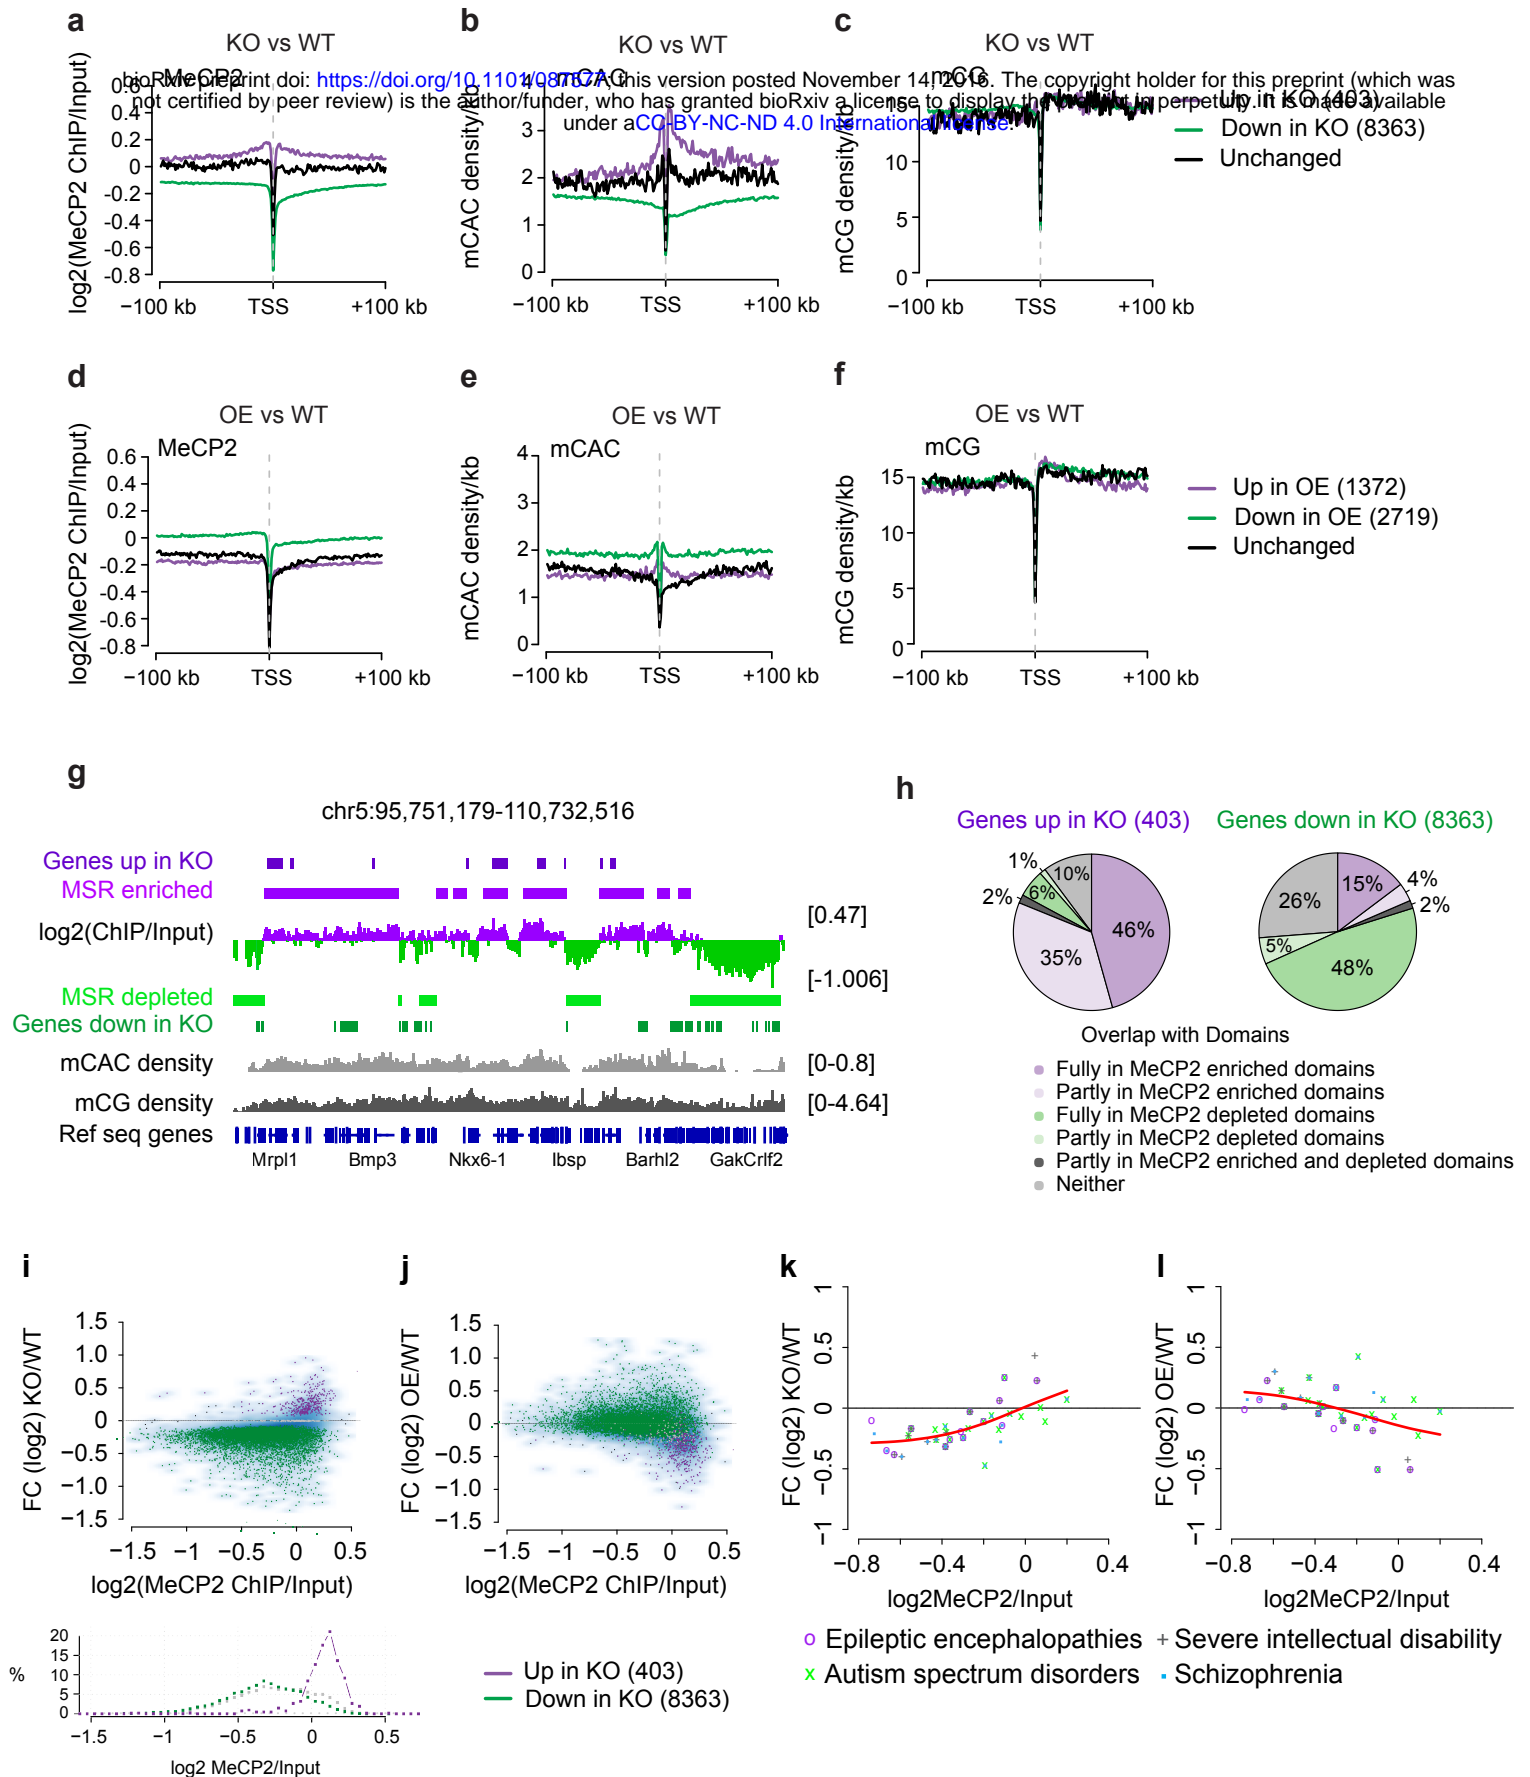 a
b
c
KO vs WT
KO vs WT
KO vs WT
bioRxiv preprint doi: https://doi.org/10.1101/087577; this version posted November 14, 2016. The copyright holder for this preprint (which was
not certified by peer review) is the author/funder, who has granted bioRxiv a license to display the preprint in perpetuity. It is made available
under a CC-BY-NC-ND 4.0 International license.
MeCP2
mCAC
mCG
log2(MeCP2 ChIP/Input)
0.6
0.4
0.2
0
-0.2
-0.4
-0.6
-0.8
−100 kb TSS +100 kb
mCAC density/kb
4
3
2
1
0
−100 kb TSS +100 kb
mCG density/kb
15
10
5
0
−100 kb TSS +100 kb
Up in KO (403)
Down in KO (8363)
Unchanged
d
e
f
OE vs WT
OE vs WT
OE vs WT
MeCP2
mCAC
mCG
log2(MeCP2 ChIP/Input)
0.6
0.4
0.2
0
-0.2
-0.4
-0.6
-0.8
−100 kb TSS +100 kb
mCAC density/kb
4
3
2
1
0
−100 kb TSS +100 kb
mCG density/kb
15
10
5
0
−100 kb TSS +100 kb
Up in OE (1372)
Down in OE (2719)
Unchanged
g
chr5:95,751,179-110,732,516
Genes up in KO
MSR enriched
log2(ChIP/Input)
[0.47]
[-1.006]
MSR depleted
Genes down in KO
mCAC density
[0-0.8]
mCG density
[0-4.64]
Ref seq genes
Mrpl1 Bmp3 Nkx6-1 Ibsp Barhl2 GakCrlf2
h
Genes up in KO (403)
Genes down in KO (8363)
1%
10%
6%
2%
46%
35%
15%
4%
2%
26%
5%
48%
Overlap with Domains
Fully in MeCP2 enriched domains
Partly in MeCP2 enriched domains
Fully in MeCP2 depleted domains
Partly in MeCP2 depleted domains
Partly in MeCP2 enriched and depleted domains
Neither
i
j
k
l
FC (log2) KO/WT
1.5
1.0
0.5
0
−0.5
−1.0
−1.5
−1.5 −1 −0.5 0 0.5
log2(MeCP2 ChIP/Input)
FC (log2) OE/WT
1.5
1.0
0.5
0
−0.5
−1.0
−1.5
−1.5 −1 −0.5 0 0.5
log2(MeCP2 ChIP/Input)
FC (log2) KO/WT
1
0.5
0
−0.5
−1
−0.8 −0.4 0 0.4
log2MeCP2/Input
FC (log2) OE/WT
1
0.5
0
−0.5
−1
−0.8 −0.4 0 0.4
log2MeCP2/Input
%
20
15
10
5
0
−1.5 −1 −0.5 0 0.5
log2 MeCP2/Input
Up in KO (403)
Down in KO (8363)
o Epileptic encephalopathies
+ Severe intellectual disability
x Autism spectrum disorders
Schizophrenia